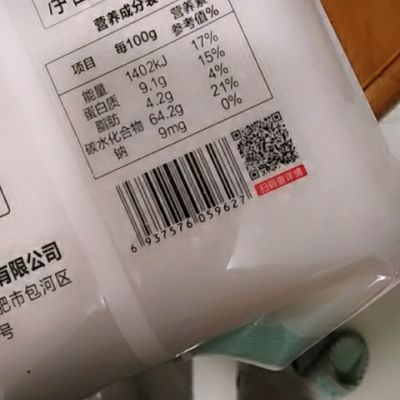 营养成分表
项目 每100g 营养素参考值%
能量 1402kJ 17%
蛋白质 9.1g 15%
脂肪 4.2g 4%
碳水化合物 64.2g 21%
钠 9mg 0%
6 937576 059627
扫码查详情
有限公司
肥市包河区
号